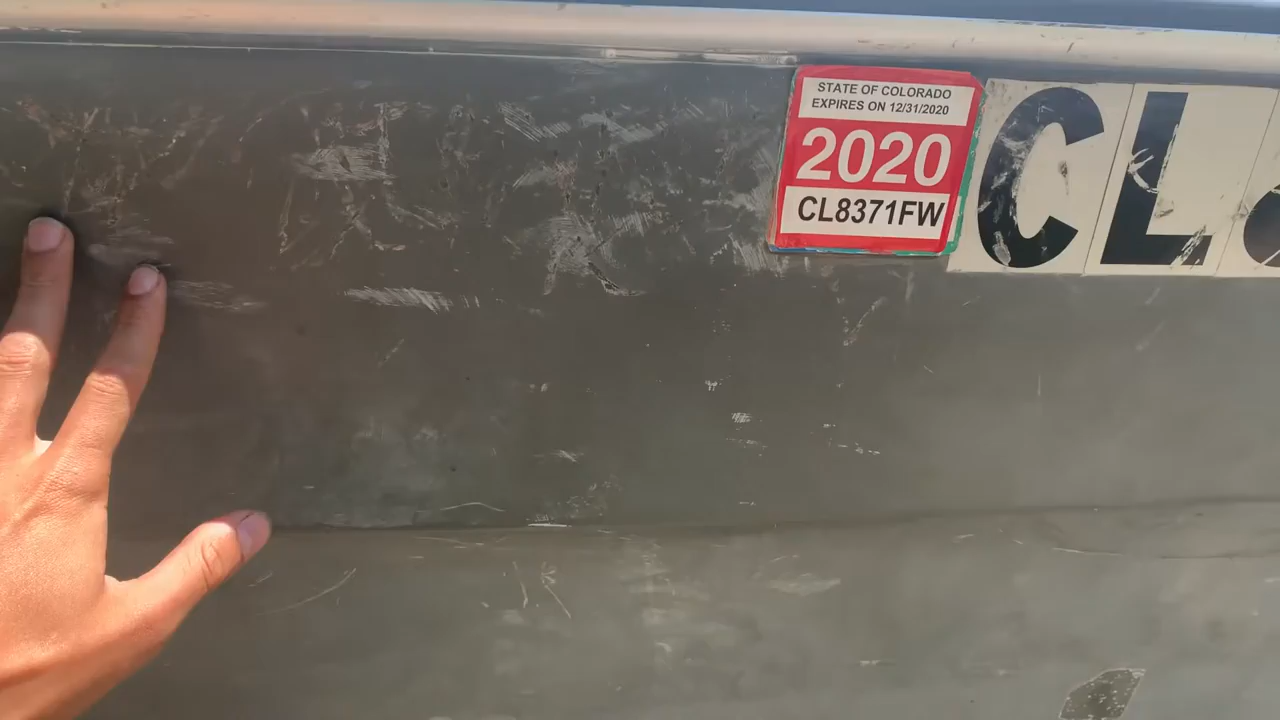 STATE OF COLORADO
EXPIRES ON 12/31/2020
2020
CL8371FW
CL